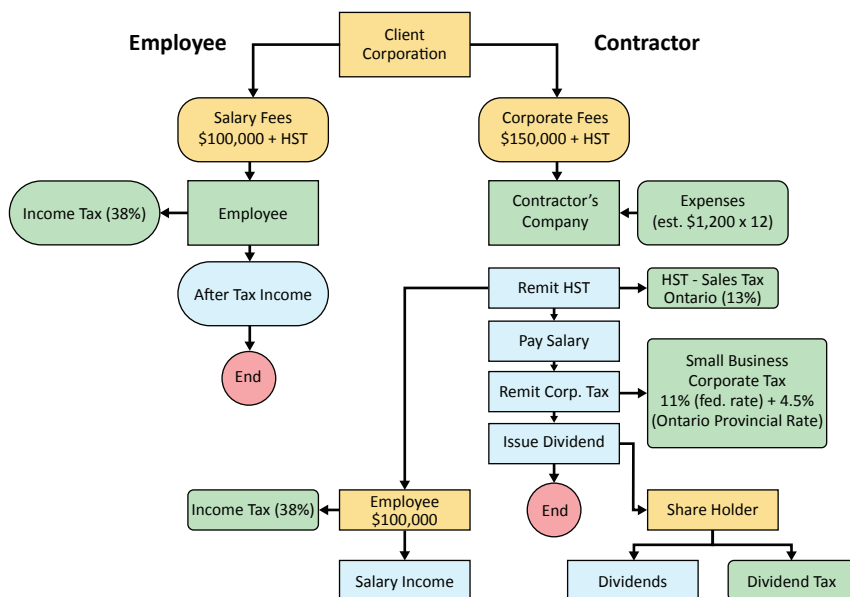 Employee
Client
Corporation
Contractor
Salary Fees
$100,000 + HST
Corporate Fees
$150,000 + HST
Income Tax (38%)
Employee
Contractor's
Company
Expenses
(est. $1,200 x 12)
After Tax Income
Remit HST
HST - Sales Tax
Ontario (13%)
Pay Salary
End
Remit Corp. Tax
Small Business
Corporate Tax
11% (fed. rate) + 4.5%
(Ontario Provincial Rate)
Issue Dividend
Income Tax (38%)
Employee
$100,000
End
Share Holder
Salary Income
Dividends
Dividend Tax